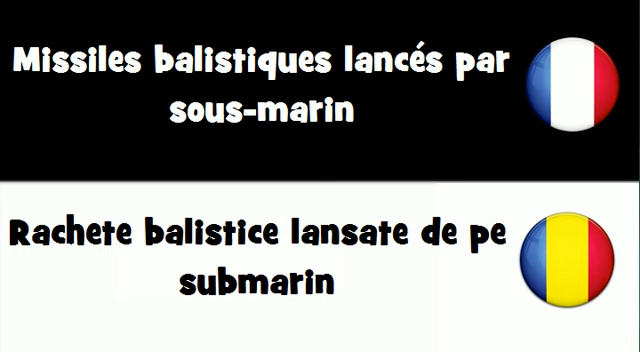 Missiles balistiques lancés par
sous-marin
Rachete balistice lansate de pe
submarin